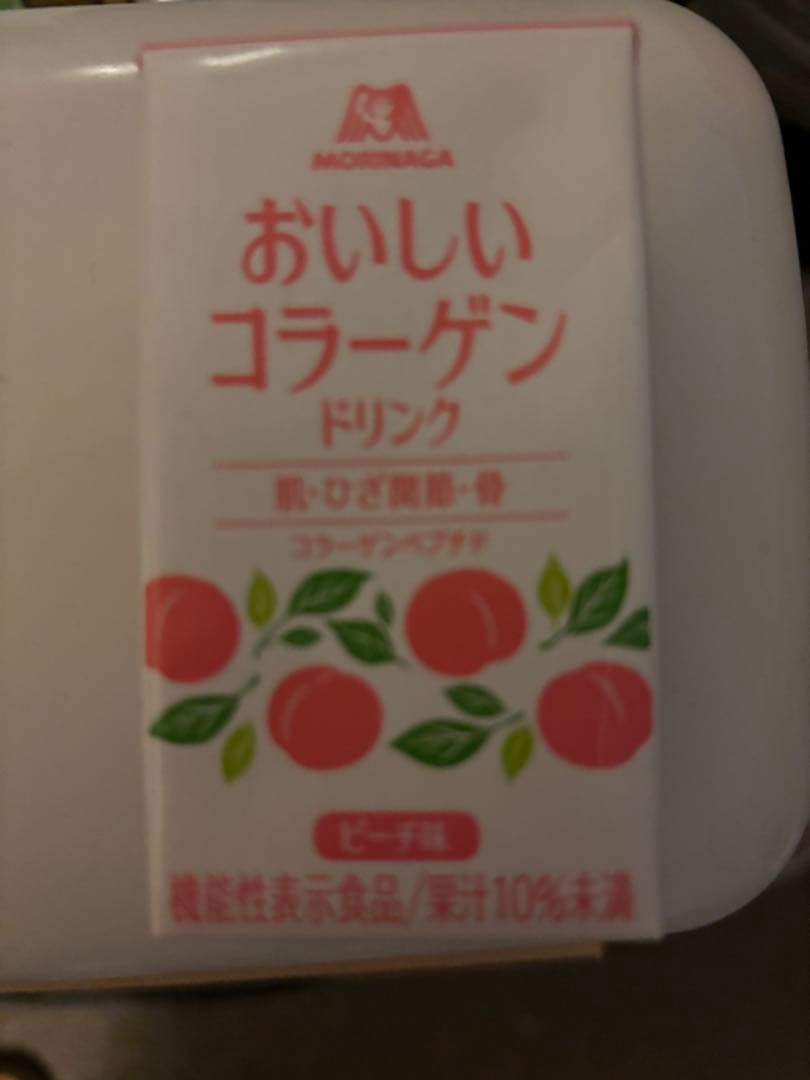 MORINAGA
おいしい
コラーゲン
ドリンク
肌・ひざ関節・骨
コラーゲンペプチド
ピーチ味
機能性表示食品/果汁10%未満